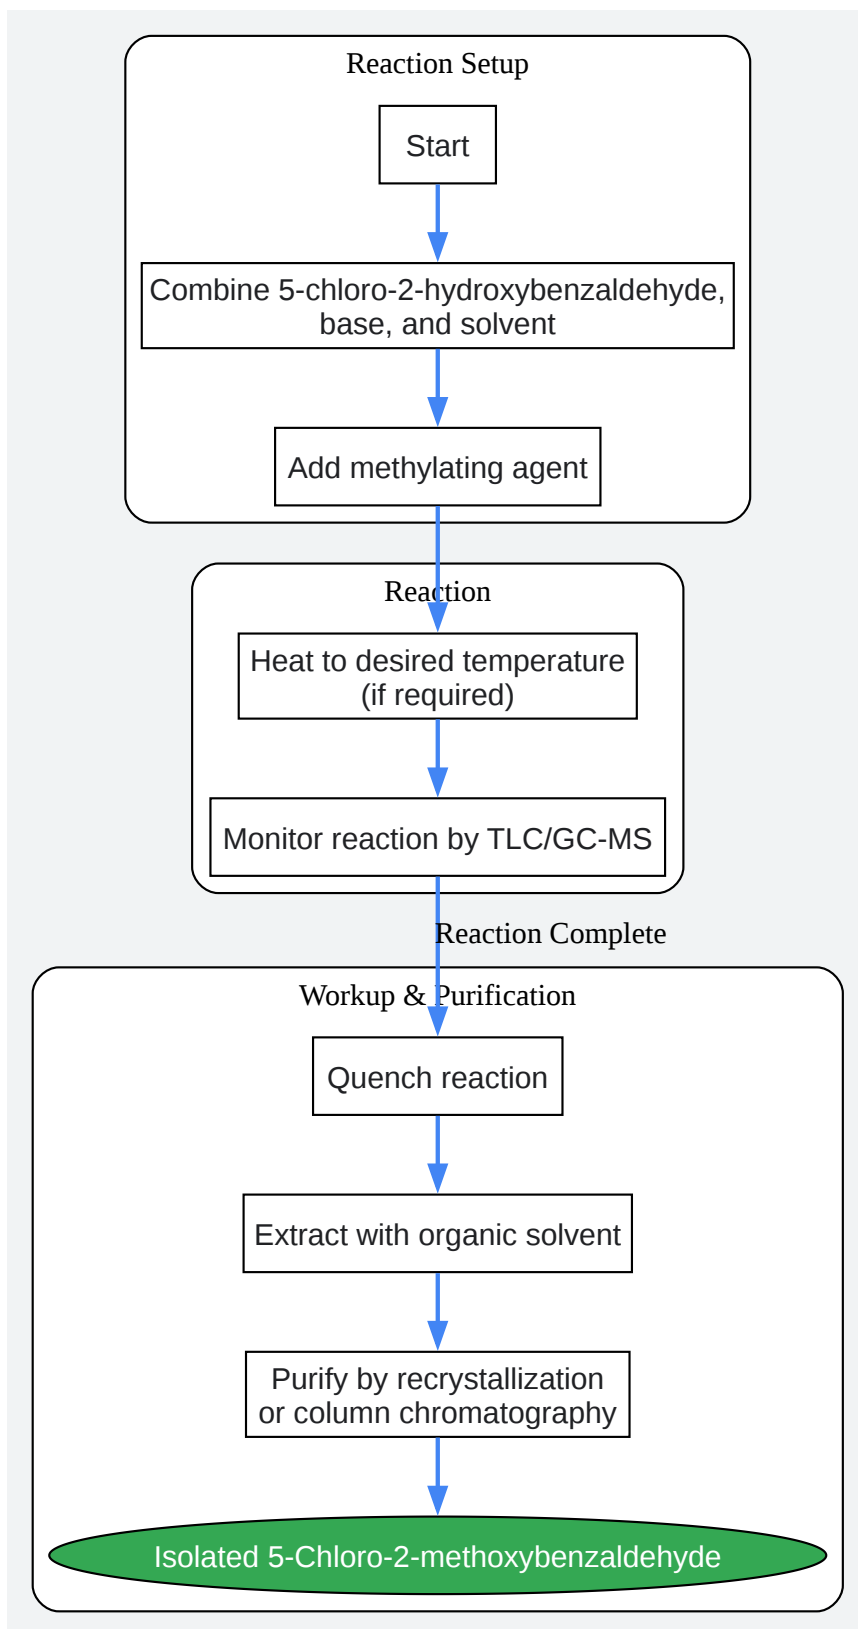 Reaction Setup
Start
Combine 5-chloro-2-hydroxybenzaldehyde,
base, and solvent
Add methylating agent
Reaction
Heat to desired temperature
(if required)
Monitor reaction by TLC/GC-MS
Reaction Complete
Workup & Purification
Quench reaction
Extract with organic solvent
Purify by recrystallization
or column chromatography
Isolated 5-Chloro-2-methoxybenzaldehyde